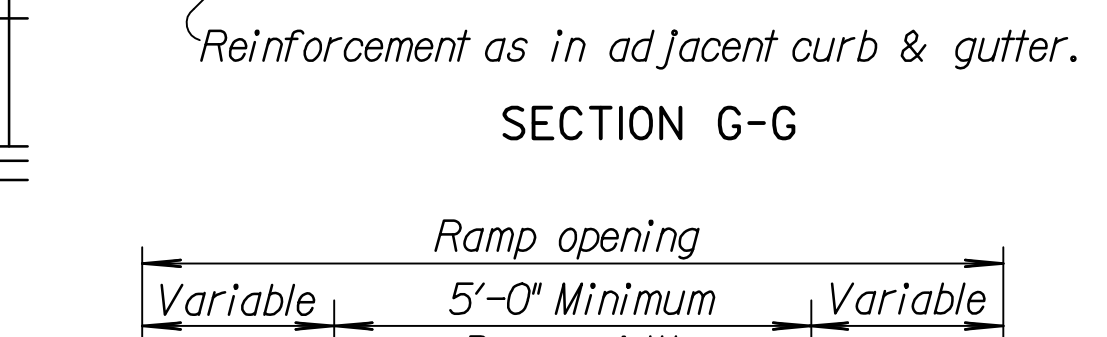 Reinforcement as in adjacent curb & gutter.
SECTION G-G
Ramp opening
Variable 5'-0" Minimum Variable